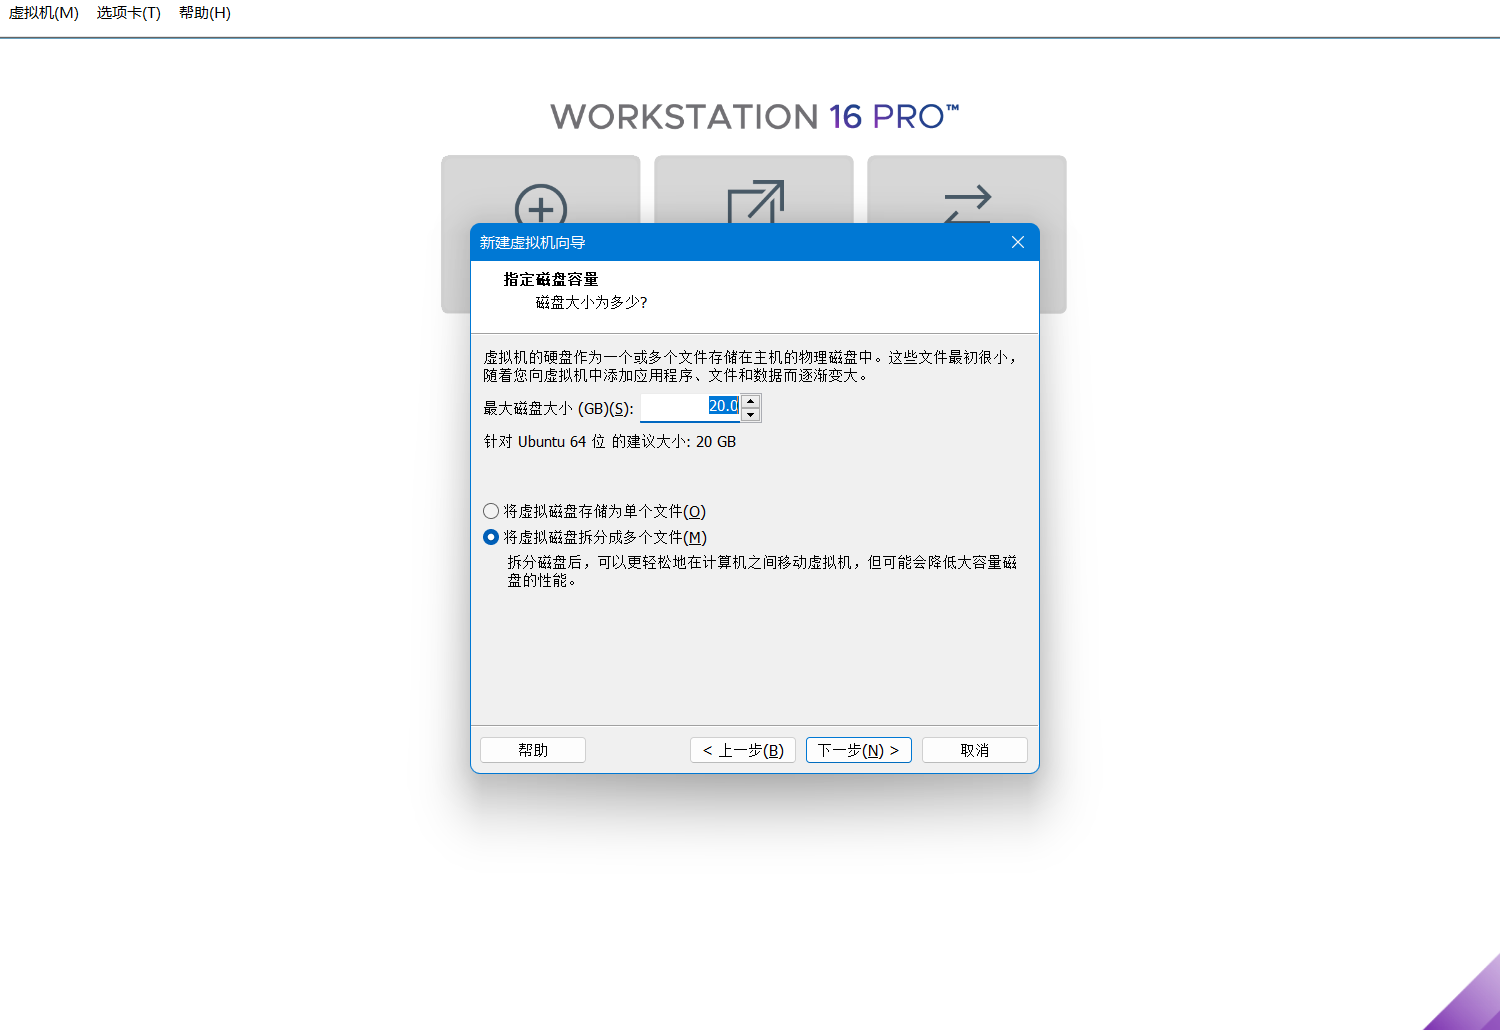 虚拟机(M) 选项卡(T) 帮助(H)
WORKSTATION 16 PRO™
新建虚拟机向导
指定磁盘容量
磁盘大小为多少?
虚拟机的硬盘作为一个或多个文件存储在主机的物理磁盘中。这些文件最初很小，
随着您向虚拟机中添加应用程序、文件和数据而逐渐变大。
最大磁盘大小 (GB)(S): 20.0
针对 Ubuntu 64 位 的建议大小: 20 GB
将虚拟磁盘存储为单个文件(O)
将虚拟磁盘拆分成多个文件(M)
拆分磁盘后，可以更轻松地在计算机之间移动虚拟机，但可能会降低大容量磁
盘的性能。
帮助 < 上一步(B) 下一步(N) > 取消